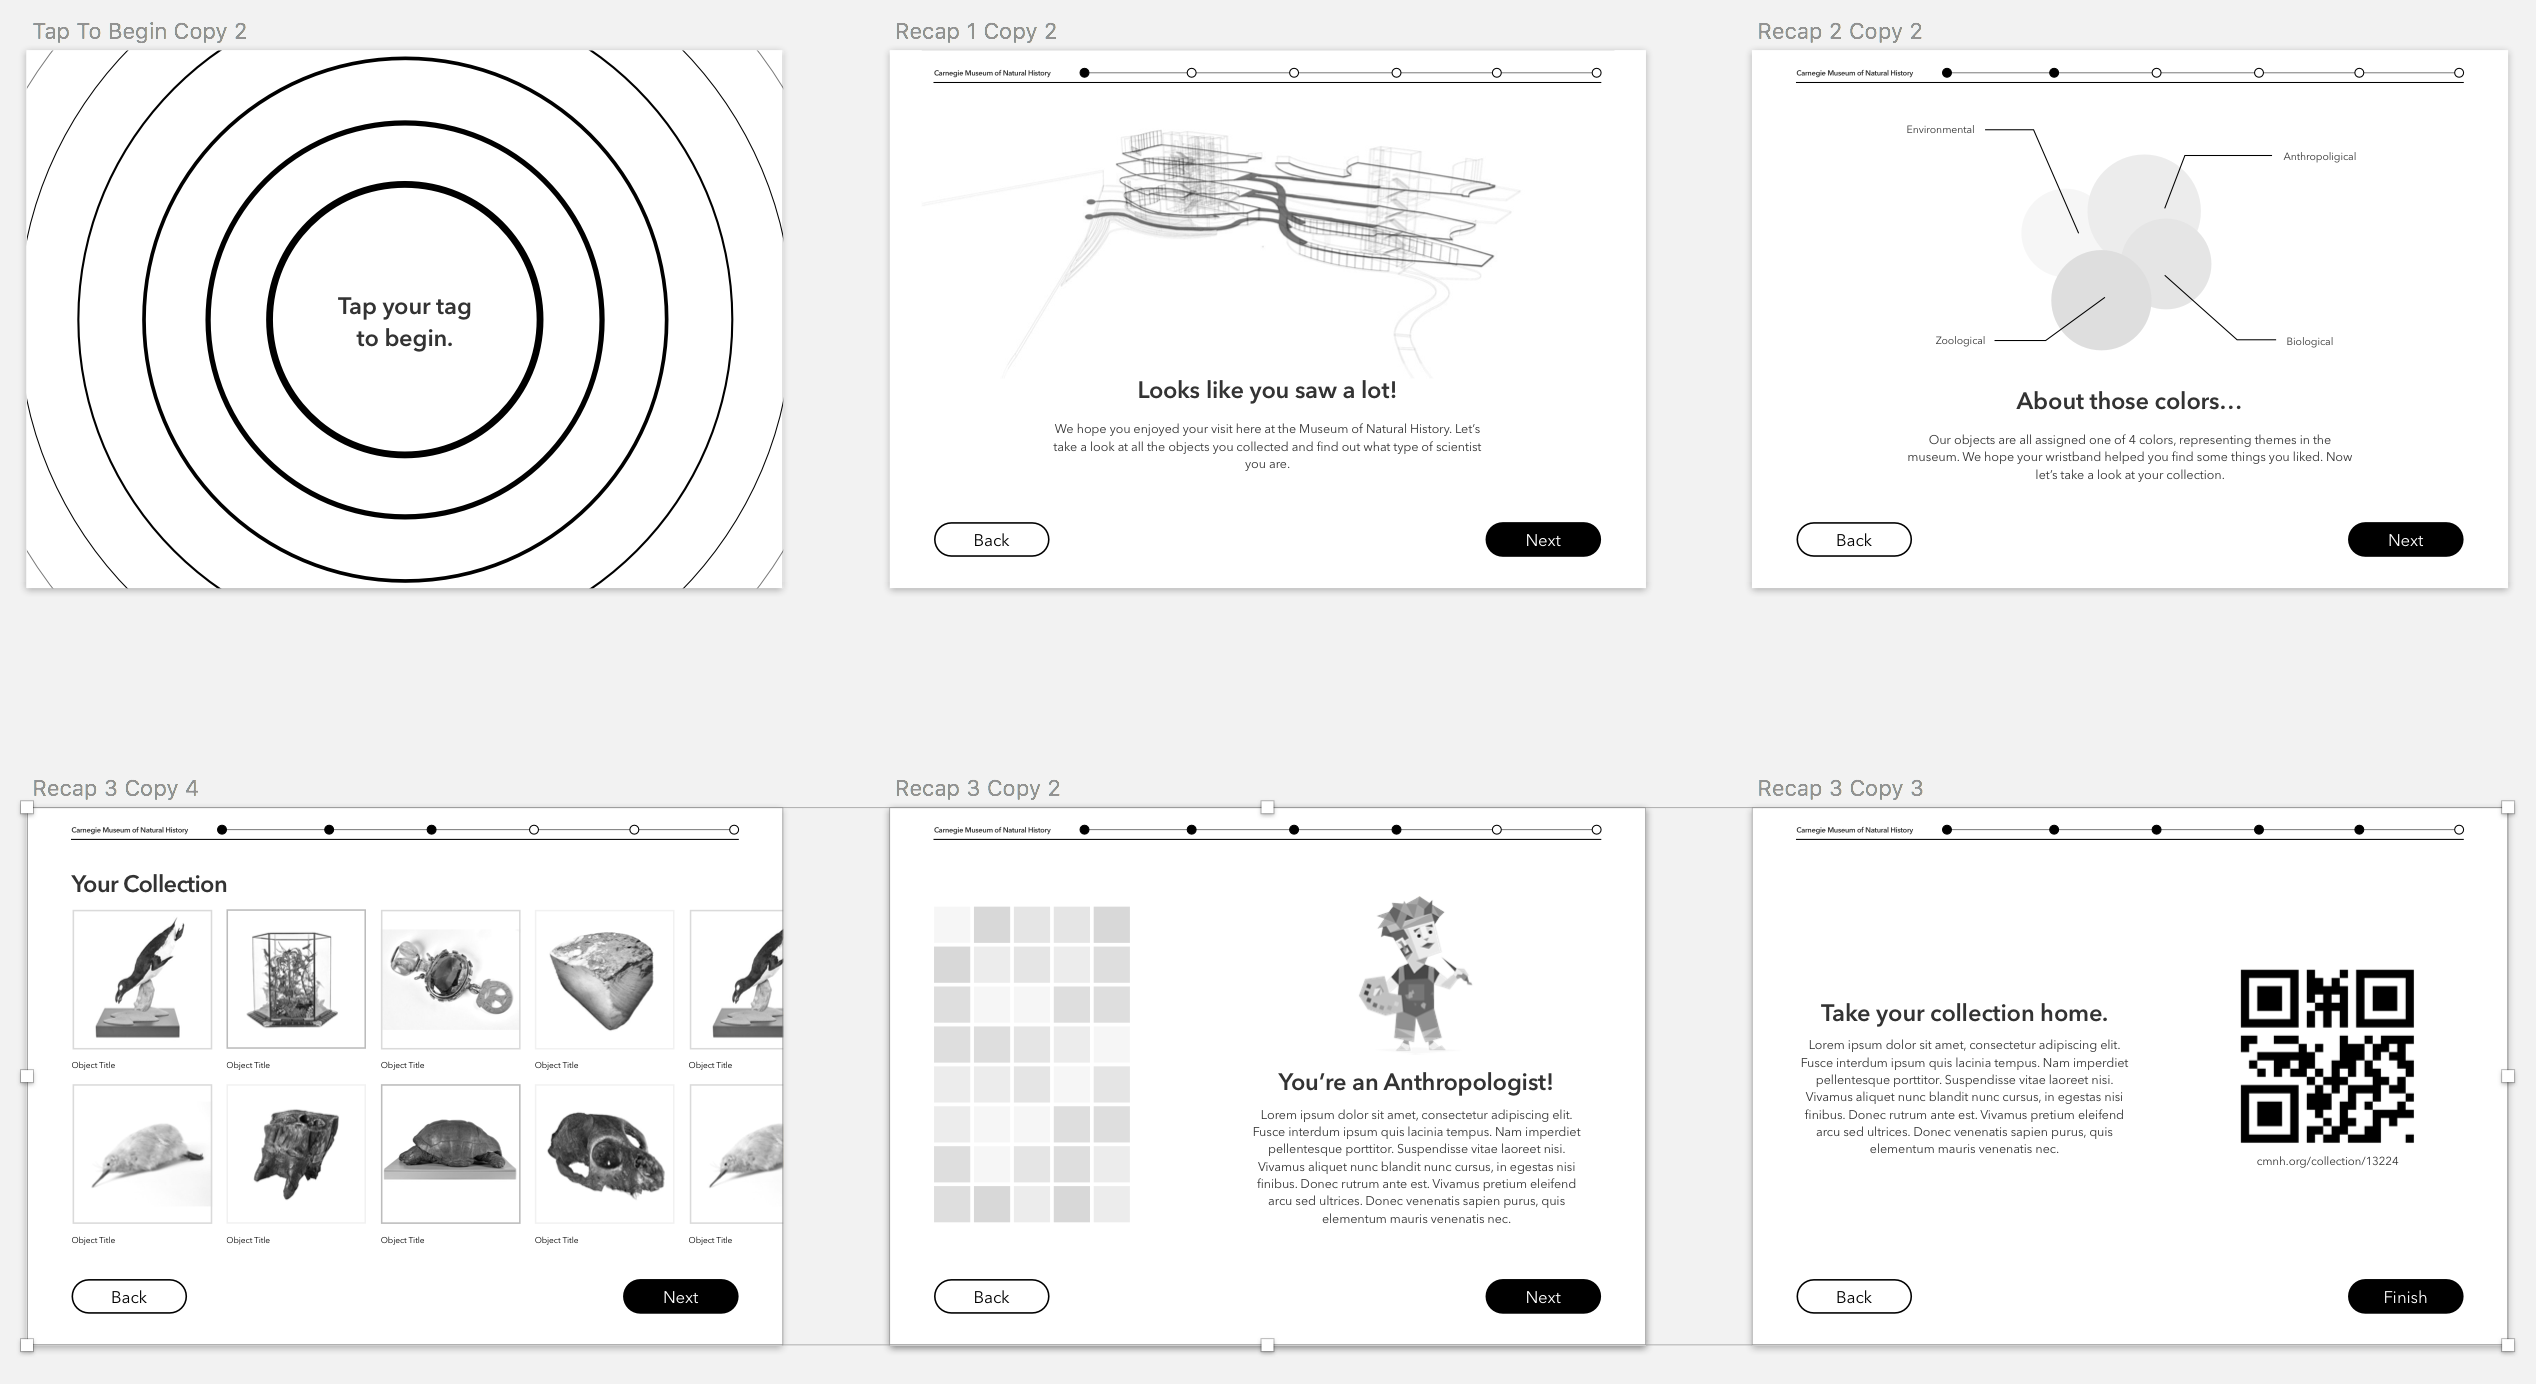 Tap To Begin Copy 2
Tap your tag
to begin.
Recap 1 Copy 2
Carnegie Museum of Natural History
Looks like you saw a lot!
We hope you enjoyed your visit here at the Museum of Natural History. Let's
take a look at all the objects you collected and find out what type of scientist
you are.
Back
Next
Recap 2 Copy 2
Carnegie Museum of Natural History
Environmental
Anthropoligical
Zoological
Biological
About those colors...
Our objects are all assigned one of 4 colors, representing themes in the
museum. We hope your wristband helped you find some things you liked. Now
let's take a look at your collection.
Back
Next
Recap 3 Copy 4
Carnegie Museum of Natural History
Your Collection
Object Title
Object Title
Object Title
Object Title
Object Title
Object Title
Object Title
Object Title
Object Title
Object Title
Back
Next
Recap 3 Copy 2
Carnegie Museum of Natural History
You're an Anthropologist!
Lorem ipsum dolor sit amet, consectetur adipiscing elit.
Fusce interdum ipsum quis lacinia tempus. Nam imperdiet
pellentesque porttitor. Suspendisse vitae laoreet nisi.
Vivamus aliquet nunc blandit nunc cursus, in egestas nisi
finibus. Donec rutrum ante est. Vivamus pretium eleifend
arcu sed ultrices. Donec venenatis sapien purus, quis
elementum mauris venenatis nec.
Back
Next
Recap 3 Copy 3
Carnegie Museum of Natural History
Take your collection home.
Lorem ipsum dolor sit amet, consectetur adipiscing elit.
Fusce interdum ipsum quis lacinia tempus. Nam imperdiet
pellentesque porttitor. Suspendisse vitae laoreet nisi.
Vivamus aliquet nunc blandit nunc cursus, in egestas nisi
finibus. Donec rutrum ante est. Vivamus pretium eleifend
arcu sed ultrices. Donec venenatis sapien purus, quis
elementum mauris venenatis nec.
cmnh.org/collection/13224
Back
Finish